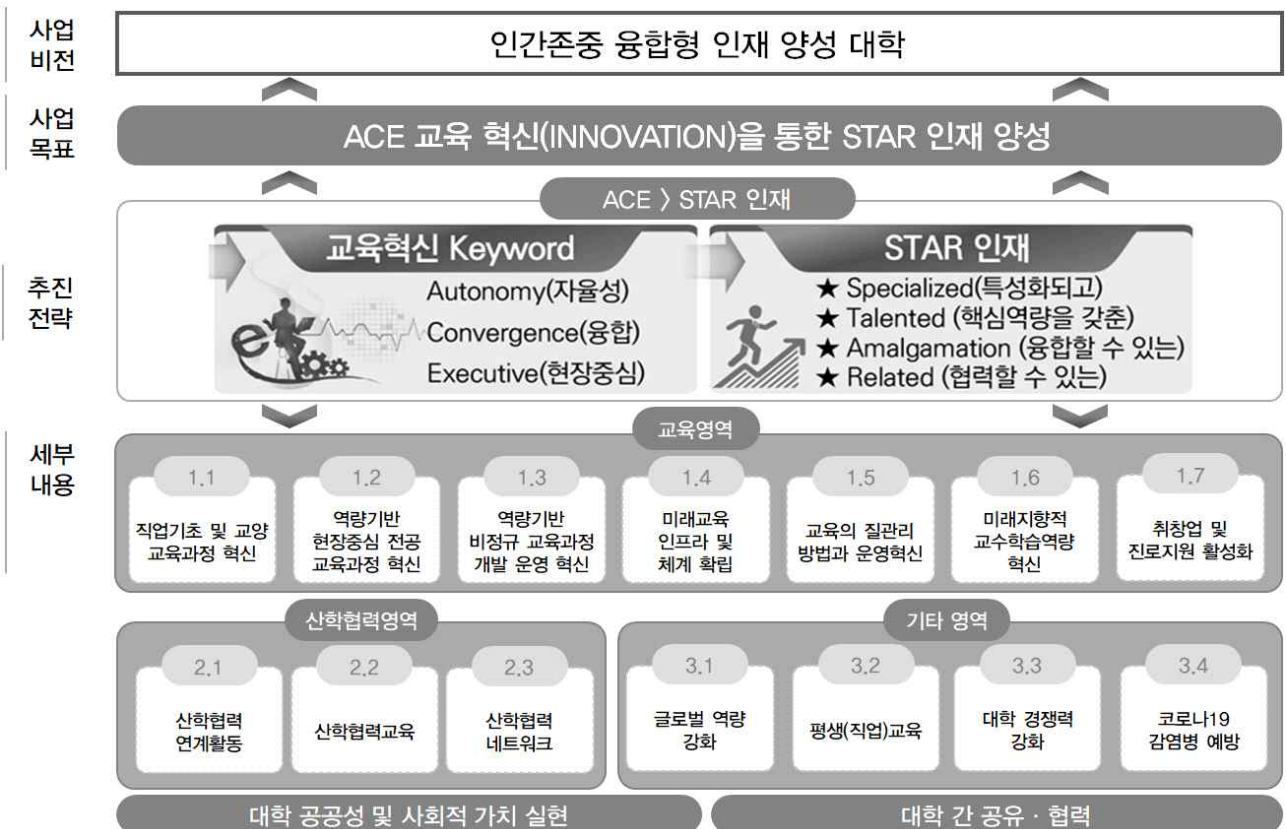 사업
비전
인간존중 융합형 인재 양성 대학
사업
목표
ACE 교육 혁신(INNOVATION)을 통한 STAR 인재 양성
추진
전략
ACE 〉 STAR 인재
교육혁신 Keyword
Autonomy(자율성)
Convergence(융합)
Executive(현장중심)
e
STAR 인재
★ Specialized(특성화되고)
★ Talented (핵심역량을 갖춘)
★ Amalgamation (융합할 수 있는)
★ Related (협력할 수 있는)
세부
내용
교육영역
1.1
직업기초 및 교양
교육과정 혁신
1.2
역량기반
현장중심 전공
교육과정 혁신
1.3
역량기반
비정규 교육과정
개발 운영 혁신
1.4
미래교육
인프라 및
체계 확립
1.5
교육의 질관리
방법과 운영혁신
1.6
미래지향적
교수학습역량
혁신
1.7
취창업 및
진로지원 활성화
산학협력영역
2.1
산학협력
연계활동
2.2
산학협력교육
2.3
산학협력
네트워크
기타 영역
3.1
글로벌 역량
강화
3.2
평생(직업)교육
3.3
대학 경쟁력
강화
3.4
코로나19
감염병 예방
대학 공공성 및 사회적 가치 실현
대학 간 공유 · 협력